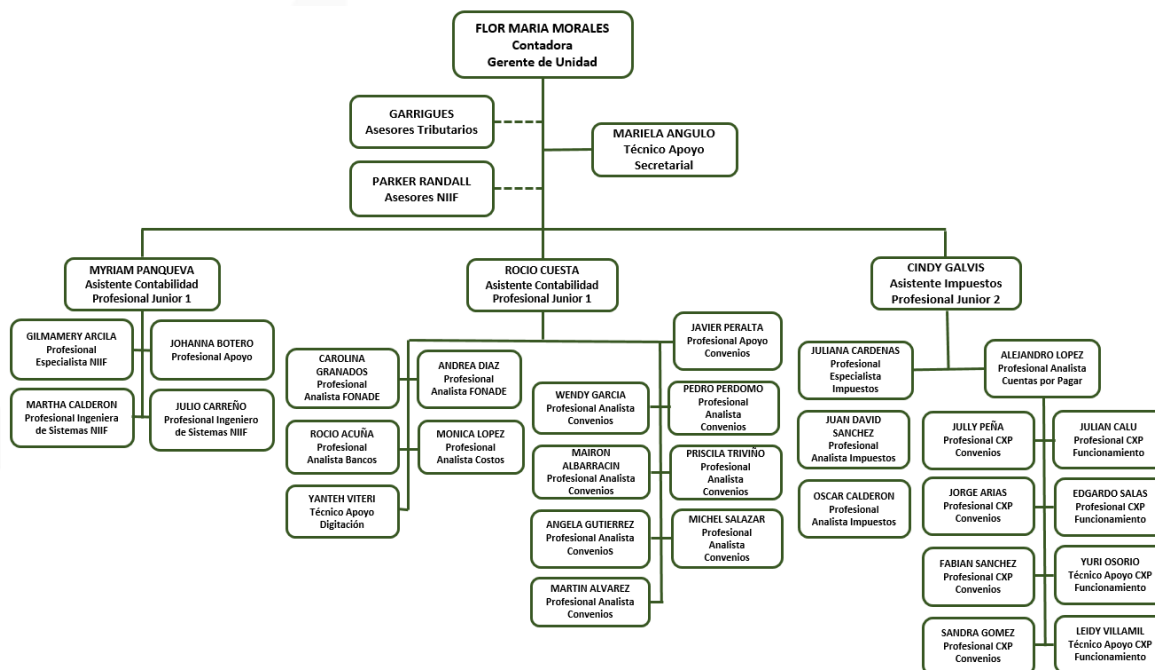 FLOR MARIA MORALES
Contadora
Gerente de Unidad
GARRIGUES
Asesores Tributarios
MARIELA ANGULO
Técnico Apoyo
Secretarial
PARKER RANDALL
Asesores NIIF
MYRIAM PANQUEVA
Asistente Contabilidad
Profesional Junior 1
ROCIO CUESTA
Asistente Contabilidad
Profesional Junior 1
CINDY GALVIS
Asistente Impuestos
Profesional Junior 2
GILMAMERY ARCILA
Profesional
Especialista NIIF
JOHANNA BOTERO
Profesional Apoyo
MARTHA CALDERON
Profesional Ingeniera
de Sistemas NIIF
JULIO CARREÑO
Profesional Ingeniero
de Sistemas NIIF
CAROLINA
GRANADOS
Profesional
Analista FONADE
ANDREA DIAZ
Profesional
Analista FONADE
ROCIO ACUÑA
Profesional
Analista Bancos
MONICA LOPEZ
Profesional
Analista Costos
YANTEH VITERI
Técnico Apoyo
Digitación
JAVIER PERALTA
Profesional Apoyo
Convenios
WENDY GARCIA
Profesional Analista
Convenios
PEDRO PERDOMO
Profesional
Analista
Convenios
MAIRON
ALBARRACIN
Profesional Analista
Convenios
PRISCILA TRIVIÑO
Profesional
Analista
Convenios
ANGELA GUTIERREZ
Profesional Analista
Convenios
MICHEL SALAZAR
Profesional
Analista
Convenios
MARTIN ALVAREZ
Profesional Analista
Convenios
JULIANA CARDENAS
Profesional
Especialista
Impuestos
ALEJANDRO LOPEZ
Profesional Analista
Cuentas por Pagar
JUAN DAVID
SANCHEZ
Profesional
Analista Impuestos
OSCAR CALDERON
Profesional
Analista Impuestos
JULLY PEÑA
Profesional CXP
Convenios
JULIAN CALU
Profesional CXP
Funcionamiento
JORGE ARIAS
Profesional CXP
Convenios
EDGARDO SALAS
Profesional CXP
Funcionamiento
FABIAN SANCHEZ
Profesional CXP
Convenios
YURI OSORIO
Técnico Apoyo CXP
Funcionamiento
SANDRA GOMEZ
Profesional CXP
Convenios
LEIDY VILLAMIL
Técnico Apoyo CXP
Funcionamiento